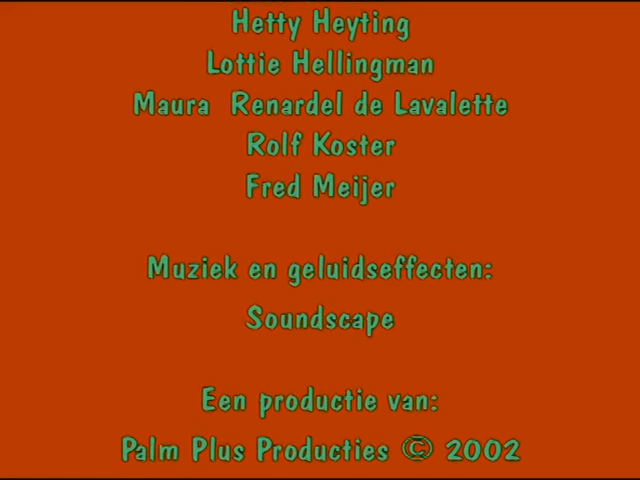 Hetty Heyting
Lottie Hellingman
Maura Renardel de Lavalette
Rolf Koster
Fred Meijer
Muziek en geluidseffecten:
Soundscape
Een productie van:
Palm Plus Producties © 2002